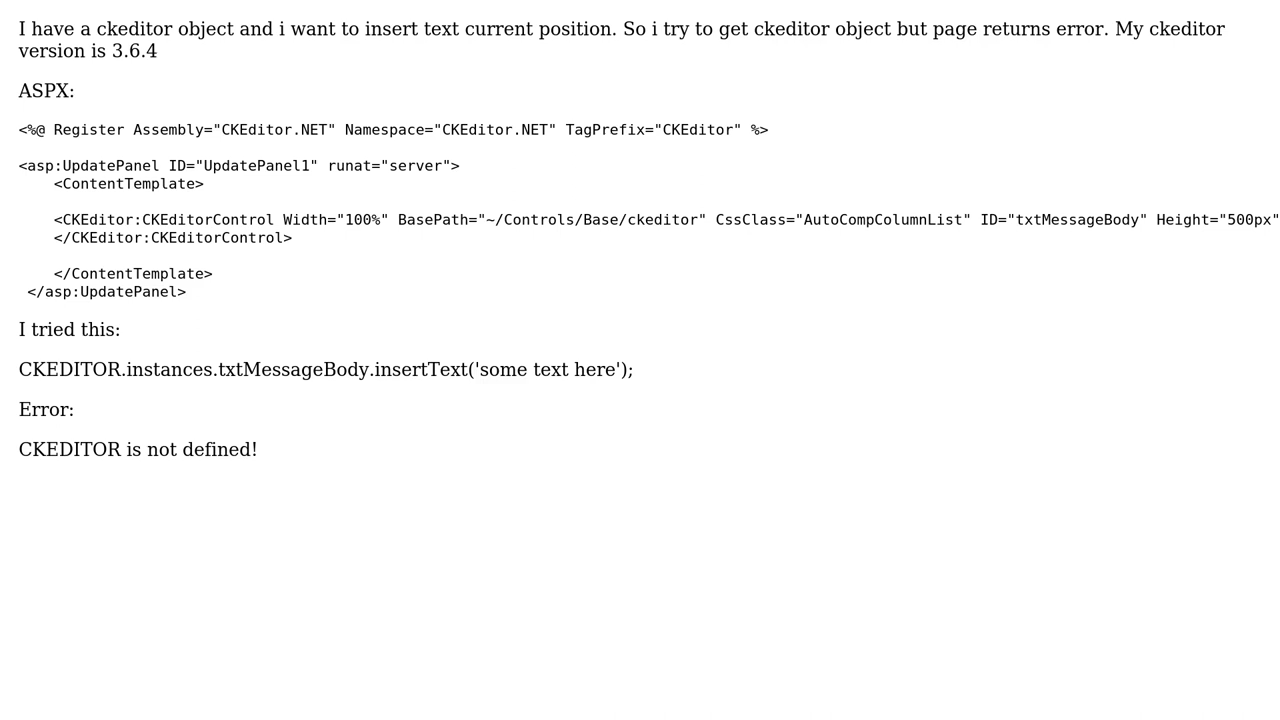 I have a ckeditor object and i want to insert text current position. So i try to get ckeditor object but page returns error. My ckeditor
version is 3.6.4
ASPX:
<%@ Register Assembly="CKEditor.NET" Namespace="CKEditor.NET" TagPrefix="CKEditor" %>
<asp:UpdatePanel ID="UpdatePanel1" runat="server">
<ContentTemplate>
<CKEditor:CKEditorControl Width="100%" BasePath="~/Controls/Base/ckeditor" CssClass="AutoCompColumnList" ID="txtMessageBody" Height="500px"
</CKEditor:CKEditorControl>
</ContentTemplate>
</asp:UpdatePanel>
I tried this:
CKEDITOR.instances.txtMessageBody.insertText('some text here');
Error:
CKEDITOR is not defined!